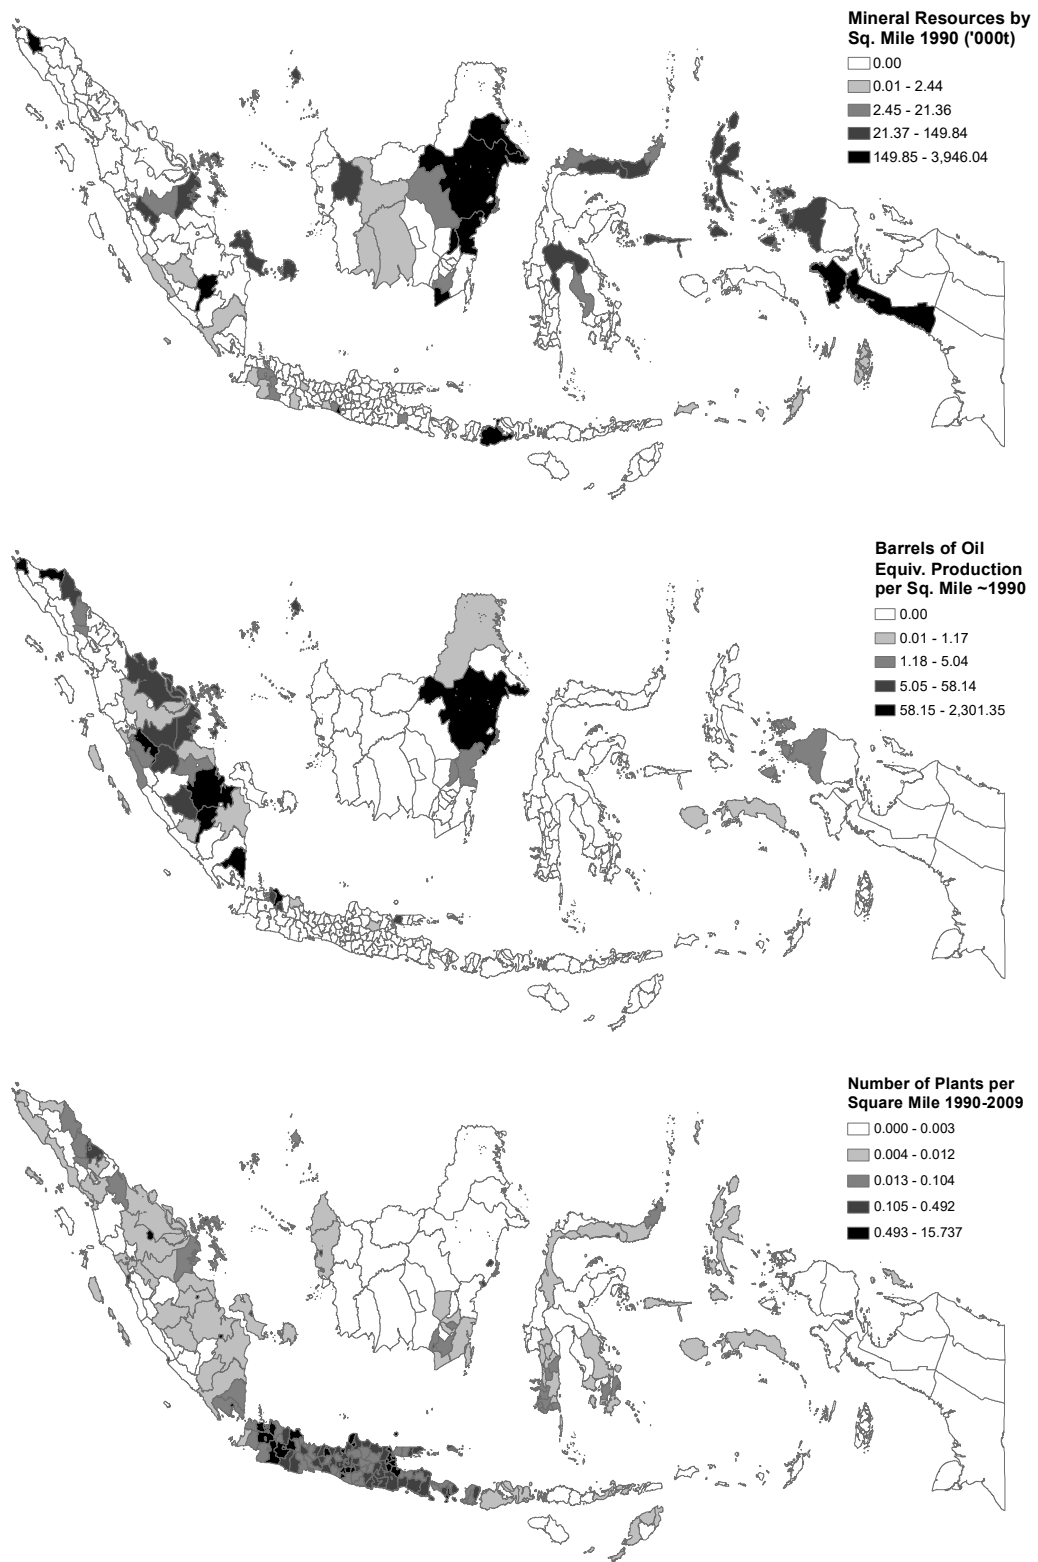 Mineral Resources by
Sq. Mile 1990 ('000t)
0.00
0.01 - 2.44
2.45 - 21.36
21.37 - 149.84
149.85 - 3,946.04
Barrels of Oil
Equiv. Production
per Sq. Mile ~1990
0.00
0.01 - 1.17
1.18 - 5.04
5.05 - 58.14
58.15 - 2,301.35
Number of Plants per
Square Mile 1990-2009
0.000 - 0.003
0.004 - 0.012
0.013 - 0.104
0.105 - 0.492
0.493 - 15.737